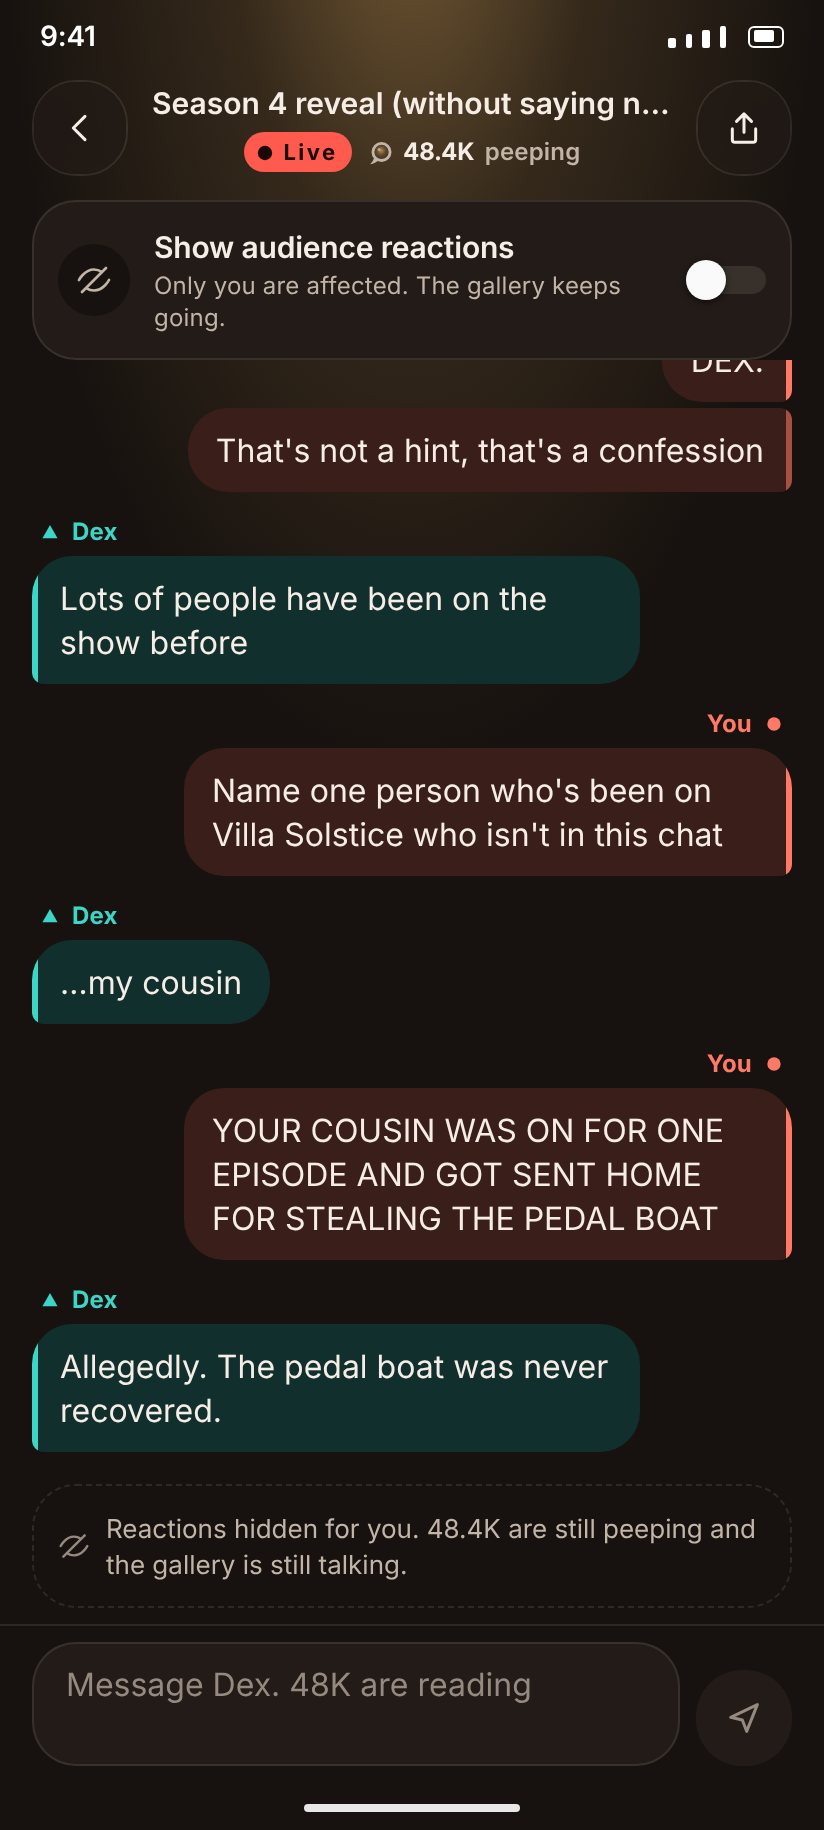 9:41
Season 4 reveal (without saying n...
Live
48.4K peeping
Show audience reactions
Only you are affected. The gallery keeps
going.
DEX.
That's not a hint, that's a confession
Dex
Lots of people have been on the
show before
You
Name one person who's been on
Villa Solstice who isn't in this chat
Dex
...my cousin
You
YOUR COUSIN WAS ON FOR ONE
EPISODE AND GOT SENT HOME
FOR STEALING THE PEDAL BOAT
Dex
Allegedly. The pedal boat was never
recovered.
Reactions hidden for you. 48.4K are still peeping and
the gallery is still talking.
Message Dex. 48K are reading